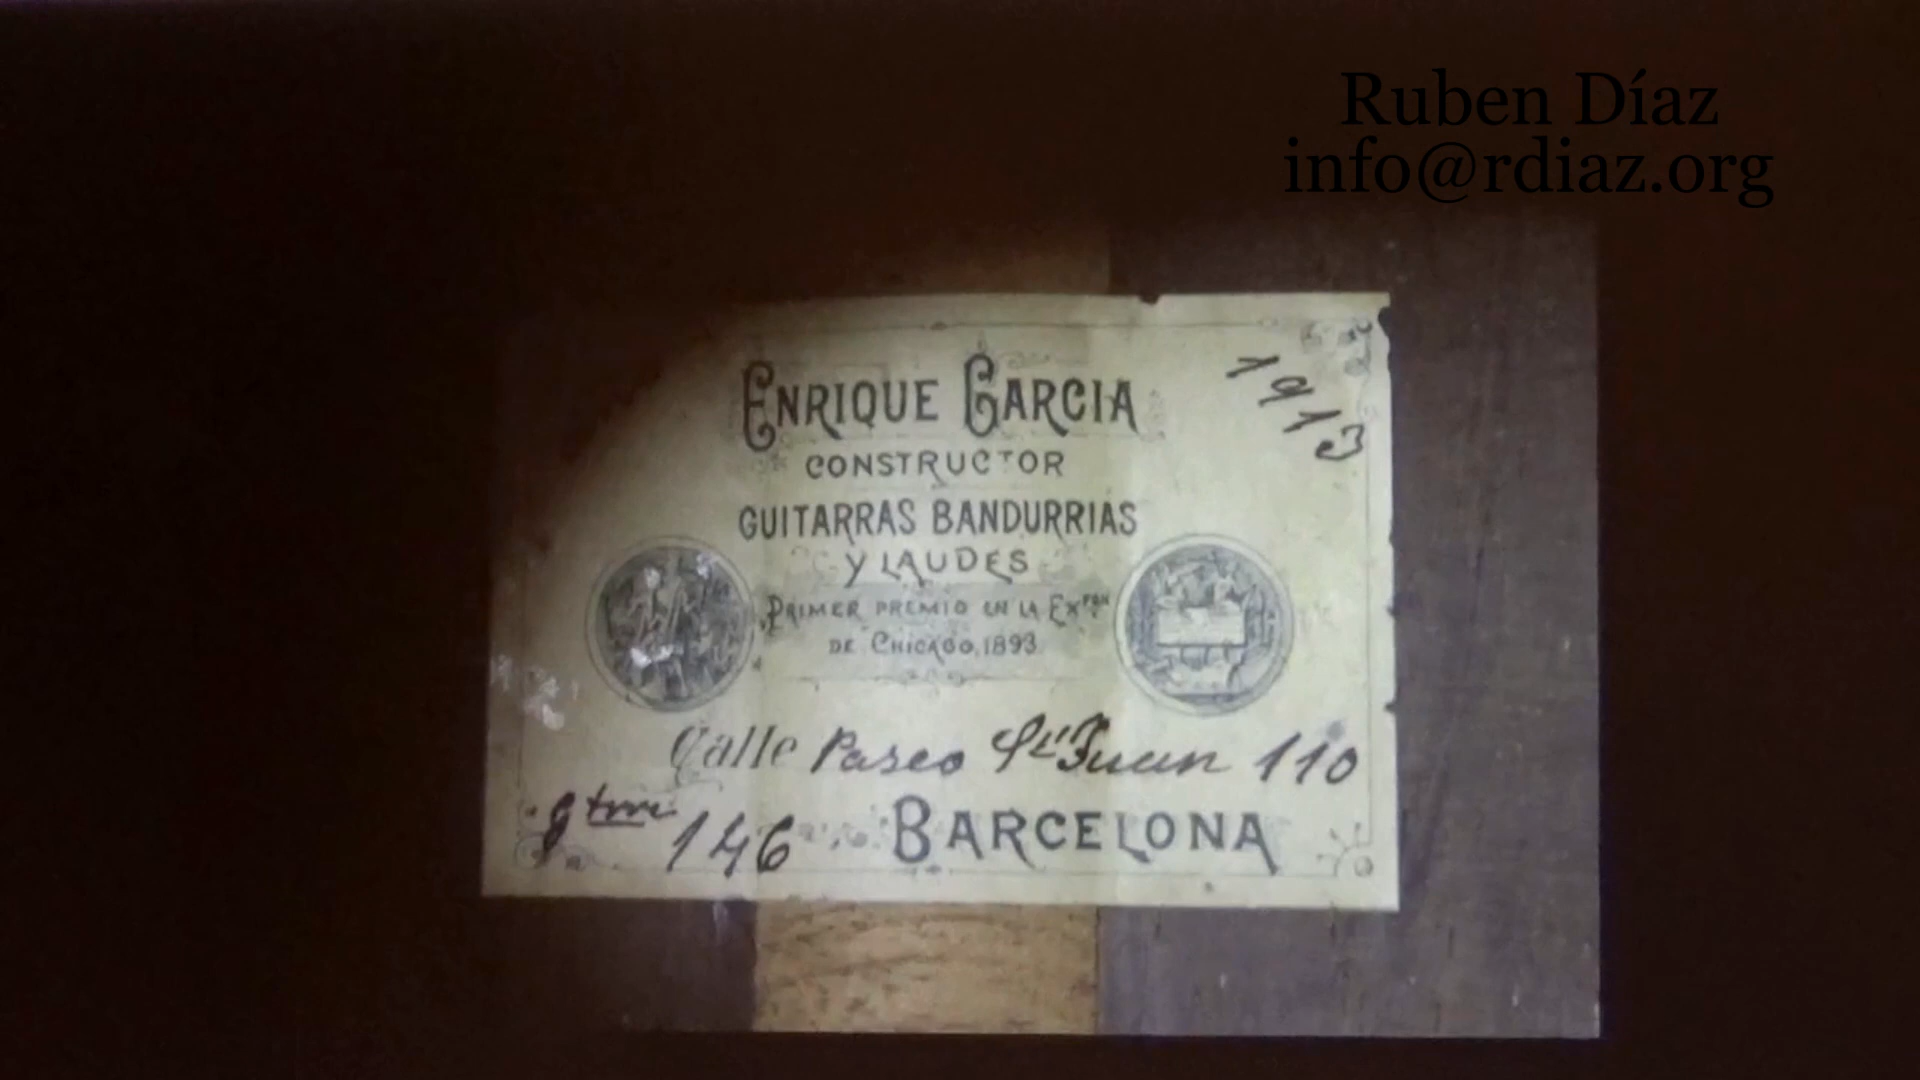 Ruben Díaz
info@rdiaz.org
1913
ENRIQUE GARCIA
CONSTRUCTOR
GUITARRAS BANDURRIAS
Y LAUDES
PRIMER PREMIO EN LA EXPON
DE CHICAGO, 1893
Calle Paseo Sn Juan 110
146 BARCELONA